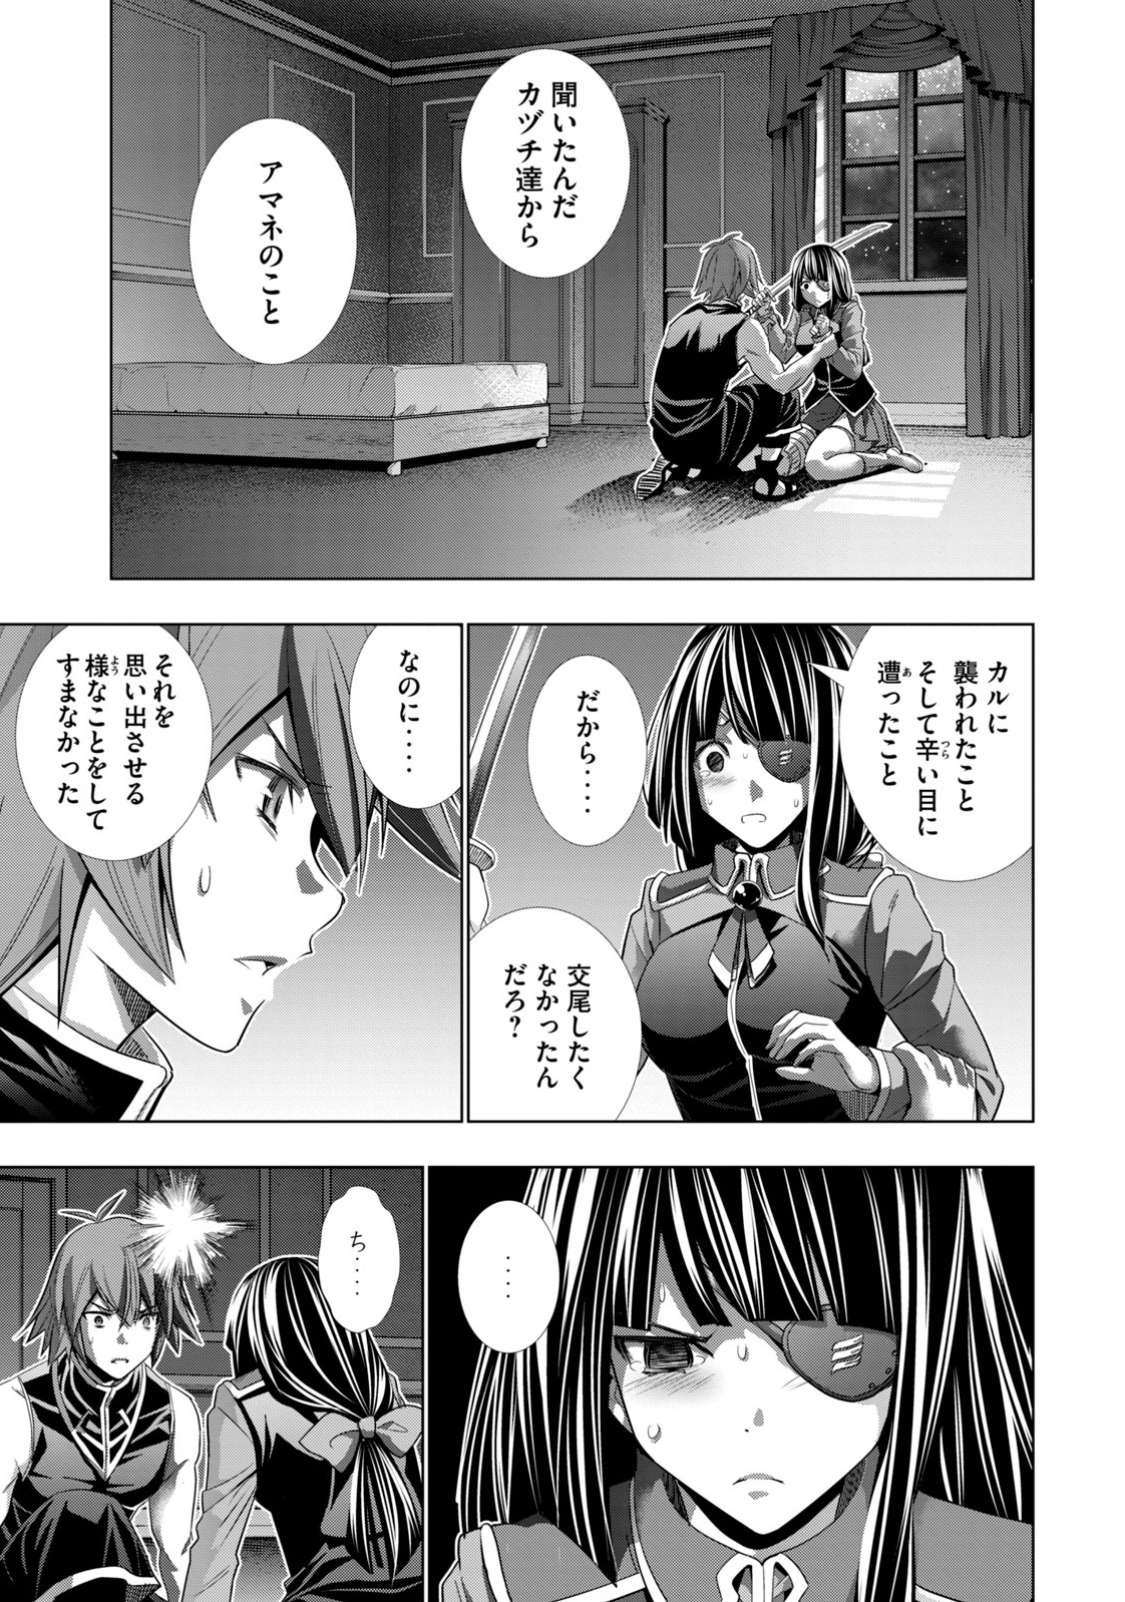 聞いたんだ
カヅチ達から
アマネのこと
カルに
襲われたこと
そして辛い目に
遭ったこと
だから‥‥
交尾したく
なかったん
だろ？
なのに‥‥
それを
思い出させる
様なことをして
すまなかった
‥‥
ち‥‥